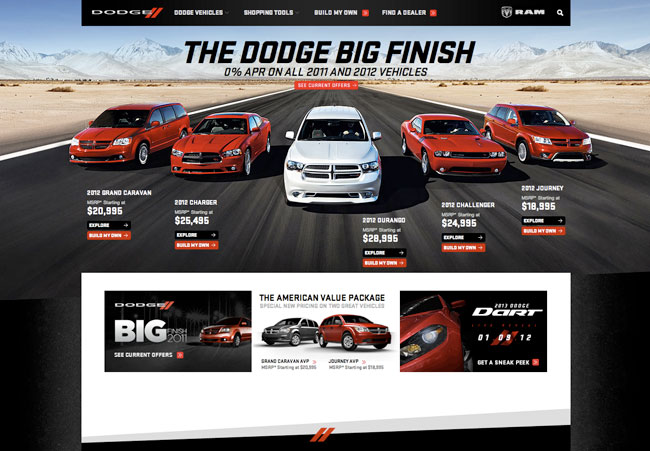 DODGE
DODGE VEHICLES
SHOPPING TOOLS
BUILD MY OWN
FIND A DEALER
RAM
THE DODGE BIG FINISH
0% APR ON ALL 2011 AND 2012 VEHICLES
SEE CURRENT OFFERS
2012 GRAND CARAVAN
MSRP* Starting at
$20,995
EXPLORE
BUILD MY OWN
2012 CHARGER
MSRP* Starting at
$25,495
EXPLORE
BUILD MY OWN
2012 DURANGO
MSRP* Starting at
$28,995
EXPLORE
BUILD MY OWN
2012 CHALLENGER
MSRP* Starting at
$24,995
EXPLORE
BUILD MY OWN
2012 JOURNEY
MSRP* Starting at
$18,995
EXPLORE
BUILD MY OWN
DODGE
BIG FINISH 2011
SEE CURRENT OFFERS
THE AMERICAN VALUE PACKAGE
SPECIAL NEW PRICING ON TWO GREAT VEHICLES
GRAND CARAVAN AVP
MSRP* Starting at $20,995
JOURNEY AVP
MSRP* Starting at $18,995
2013 DODGE
DART
01 09 12
GET A SNEAK PEEK